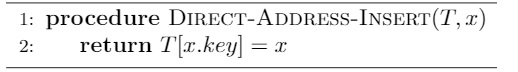 1: procedure DIRECT-ADDRESS-INSERT(T, x)
2: return T[x.key] = x